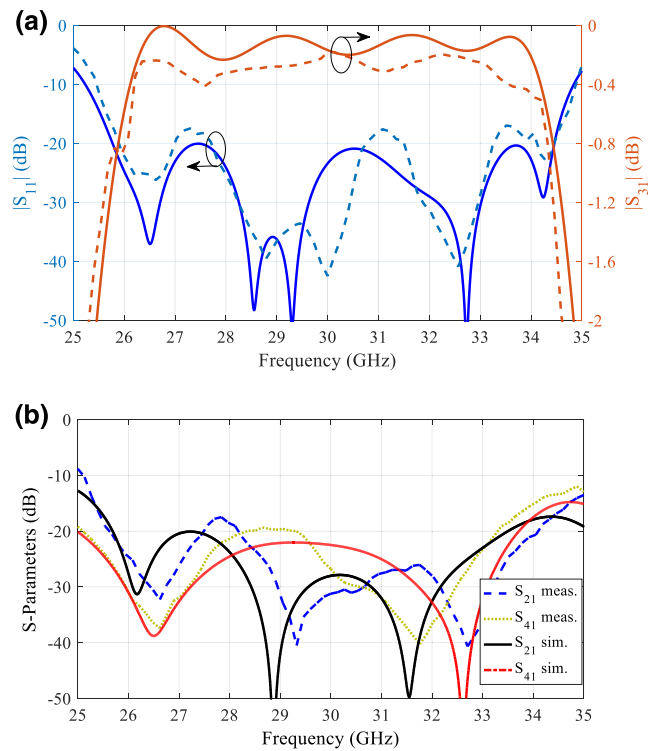 (a)
0
-10
-20
-30
-40
-50
|S11| (dB)
0
-0.4
-0.8
-1.2
-1.6
-2
|S31| (dB)
25 26 27 28 29 30 31 32 33 34 35
Frequency (GHz)
(b)
0
-10
-20
-30
-40
-50
S-Parameters (dB)
S21 meas.
S41 meas.
S21 sim.
S41 sim.
25 26 27 28 29 30 31 32 33 34 35
Frequency (GHz)